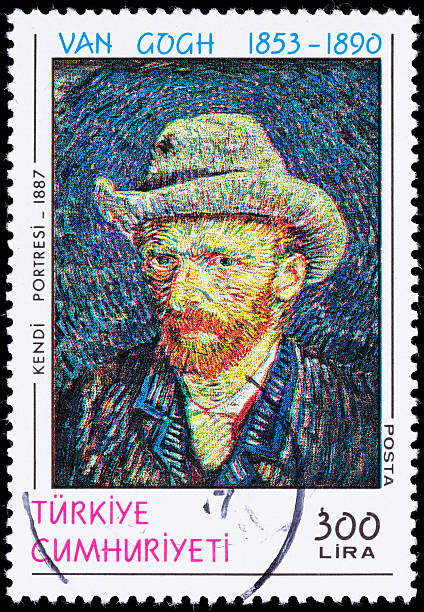 VAN GOGH 1853-1890
KENDİ PORTRESİ - 1887
POSTA
TÜRKİYE
CUMHURİYETİ
300
LİRA